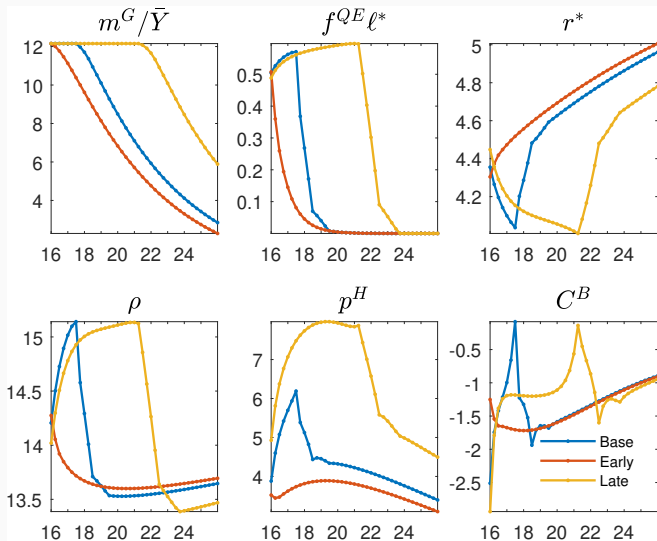 m^G/Ȳ f^{QE}ℓ* r*
12 10 8 6 4
0.5 0.4 0.3 0.2 0.1
5 4.8 4.6 4.4 4.2
16 18 20 22 24 16 18 20 22 24 16 18 20 22 24
ρ p^H C^B
15 14.5 14 13.5
7 6 5 4
-0.5 -1 -1.5 -2 -2.5
Base
Early
Late
16 18 20 22 24 16 18 20 22 24 16 18 20 22 24